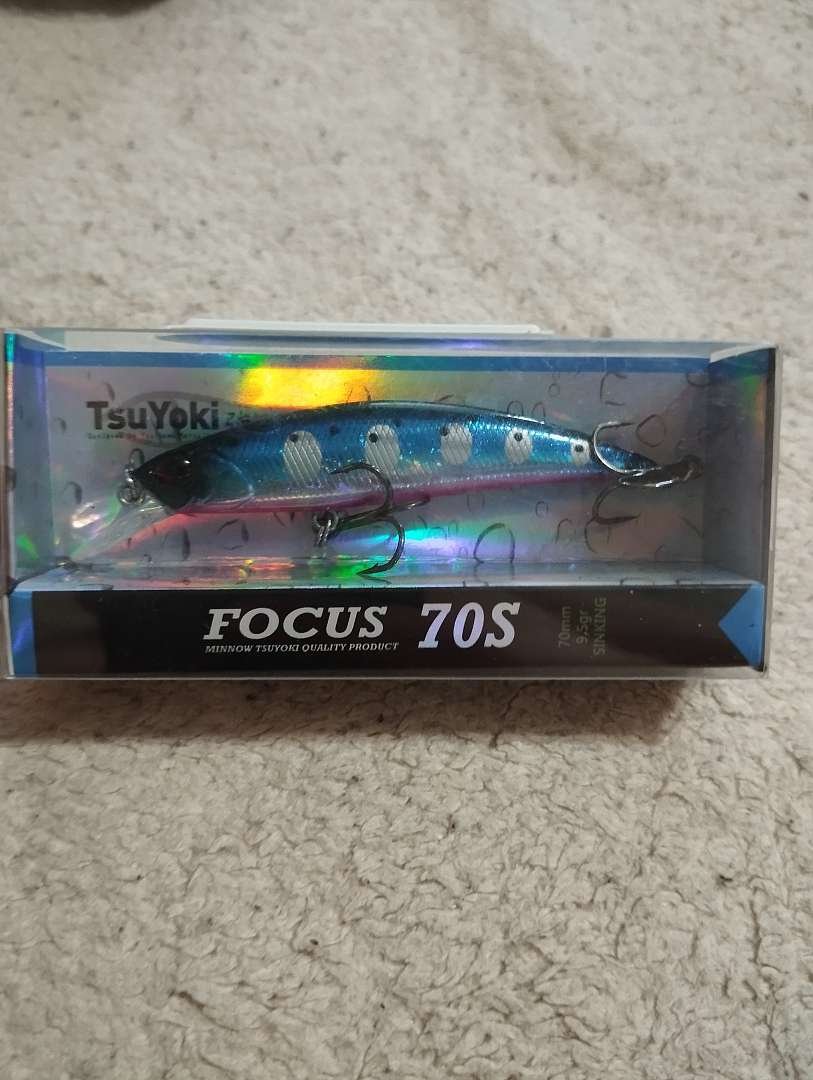 TsuYoki
FOCUS 70S
MINNOW TSUYOKI QUALITY PRODUCT
70mm
9.5gr
SINKING